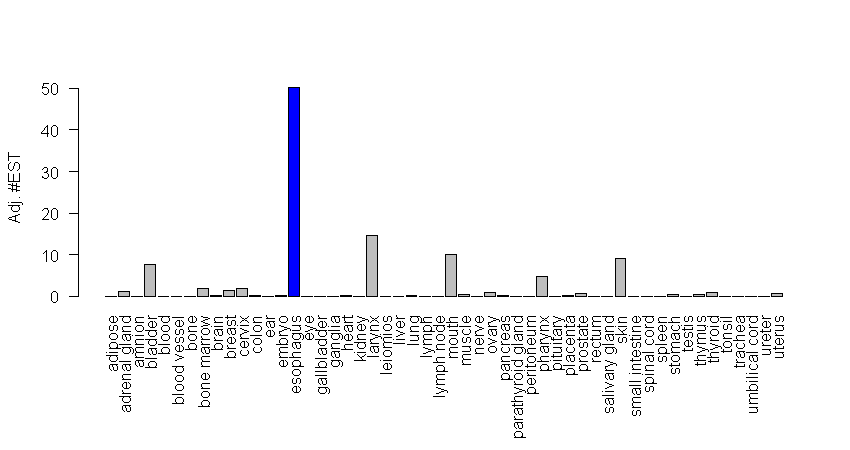 Adj. #EST
50
40
30
20
10
0
adipose
adrenal gland
amnion
bladder
blood
blood vessel
bone
bone marrow
brain
breast
cervix
colon
ear
embryo
esophagus
eye
gallbladder
ganglia
heart
kidney
larynx
leiomios
liver
lung
lymph
lymph node
mouth
muscle
nerve
ovary
pancreas
parathyroid gland
peritoneum
pharynx
pituitary
placenta
prostate
rectum
salivary gland
skin
small intestine
spinal cord
spleen
stomach
testis
thymus
thyroid
tonsil
trachea
umbilical cord
ureter
uterus